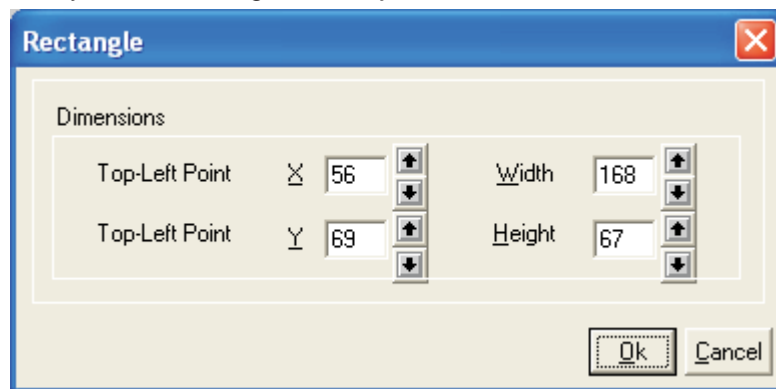 Rectangle
Dimensions
Top-Left Point X 56 Width 168
Top-Left Point Y 69 Height 67
Ok Cancel